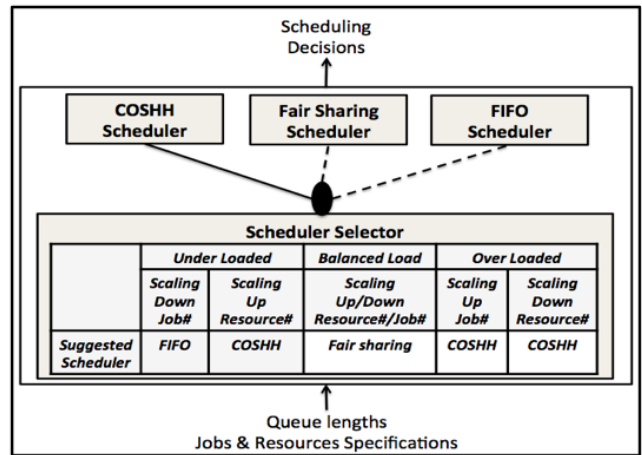 Scheduling
Decisions
COSHH
Scheduler
Fair Sharing
Scheduler
FIFO
Scheduler
Scheduler Selector
Under Loaded
Balanced Load
Over Loaded
Scaling
Down
Job#
Scaling
Up
Resource#
Scaling
Up/Down
Resource#/Job#
Scaling
Up
Job#
Scaling
Down
Resource#
Suggested
Scheduler
FIFO
COSHH
Fair sharing
COSHH
COSHH
Queue lengths
Jobs & Resources Specifications